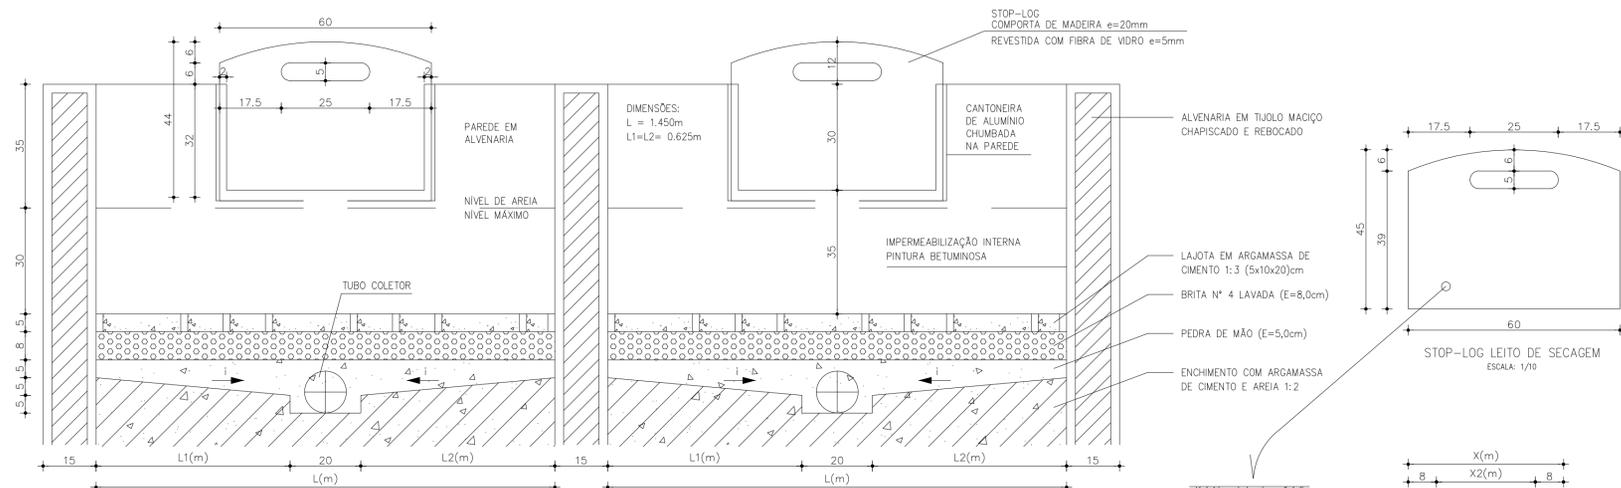 60
STOP-LOG
COMPORTA DE MADEIRA e=20mm
REVESTIDA COM FIBRA DE VIDRO e=5mm
6
6
5
2
2
17.5
25
17.5
44
32
35
PAREDE EM
ALVENARIA
DIMENSÕES:
L = 1.450m
L1=L2= 0.625m
12
30
CANTONEIRA
DE ALUMÍNIO
CHUMBADA
NA PAREDE
ALVENARIA EM TIJOLO MACIÇO
CHAPISCADO E REBOCADO
17.5
25
17.5
6
6
5
45
39
NÍVEL DE AREIA
NÍVEL MÁXIMO
30
35
IMPERMEABILIZAÇÃO INTERNA
PINTURA BETUMINOSA
LAJOTA EM ARGAMASSA DE
CIMENTO 1:3 (5x10x20)cm
TUBO COLETOR
BRITA N° 4 LAVADA (E=8,0cm)
60
5
8
5
5
5
PEDRA DE MÃO (E=5,0cm)
STOP-LOG LEITO DE SECAGEM
ESCALA: 1/10
i
i
i
i
ENCHIMENTO COM ARGAMASSA
DE CIMENTO E AREIA 1:2
15
L1(m)
20
L2(m)
15
L1(m)
20
L2(m)
15
L(m)
L(m)
X(m)
8
X2(m)
8